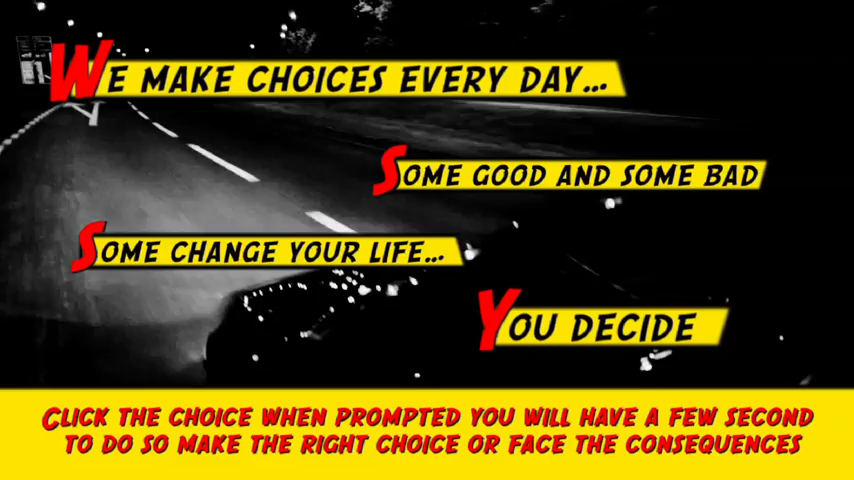 WE MAKE CHOICES EVERY DAY...
SOME GOOD AND SOME BAD
SOME CHANGE YOUR LIFE...
YOU DECIDE
CLICK THE CHOICE WHEN PROMPTED YOU WILL HAVE A FEW SECOND
TO DO SO MAKE THE RIGHT CHOICE OR FACE THE CONSEQUENCES